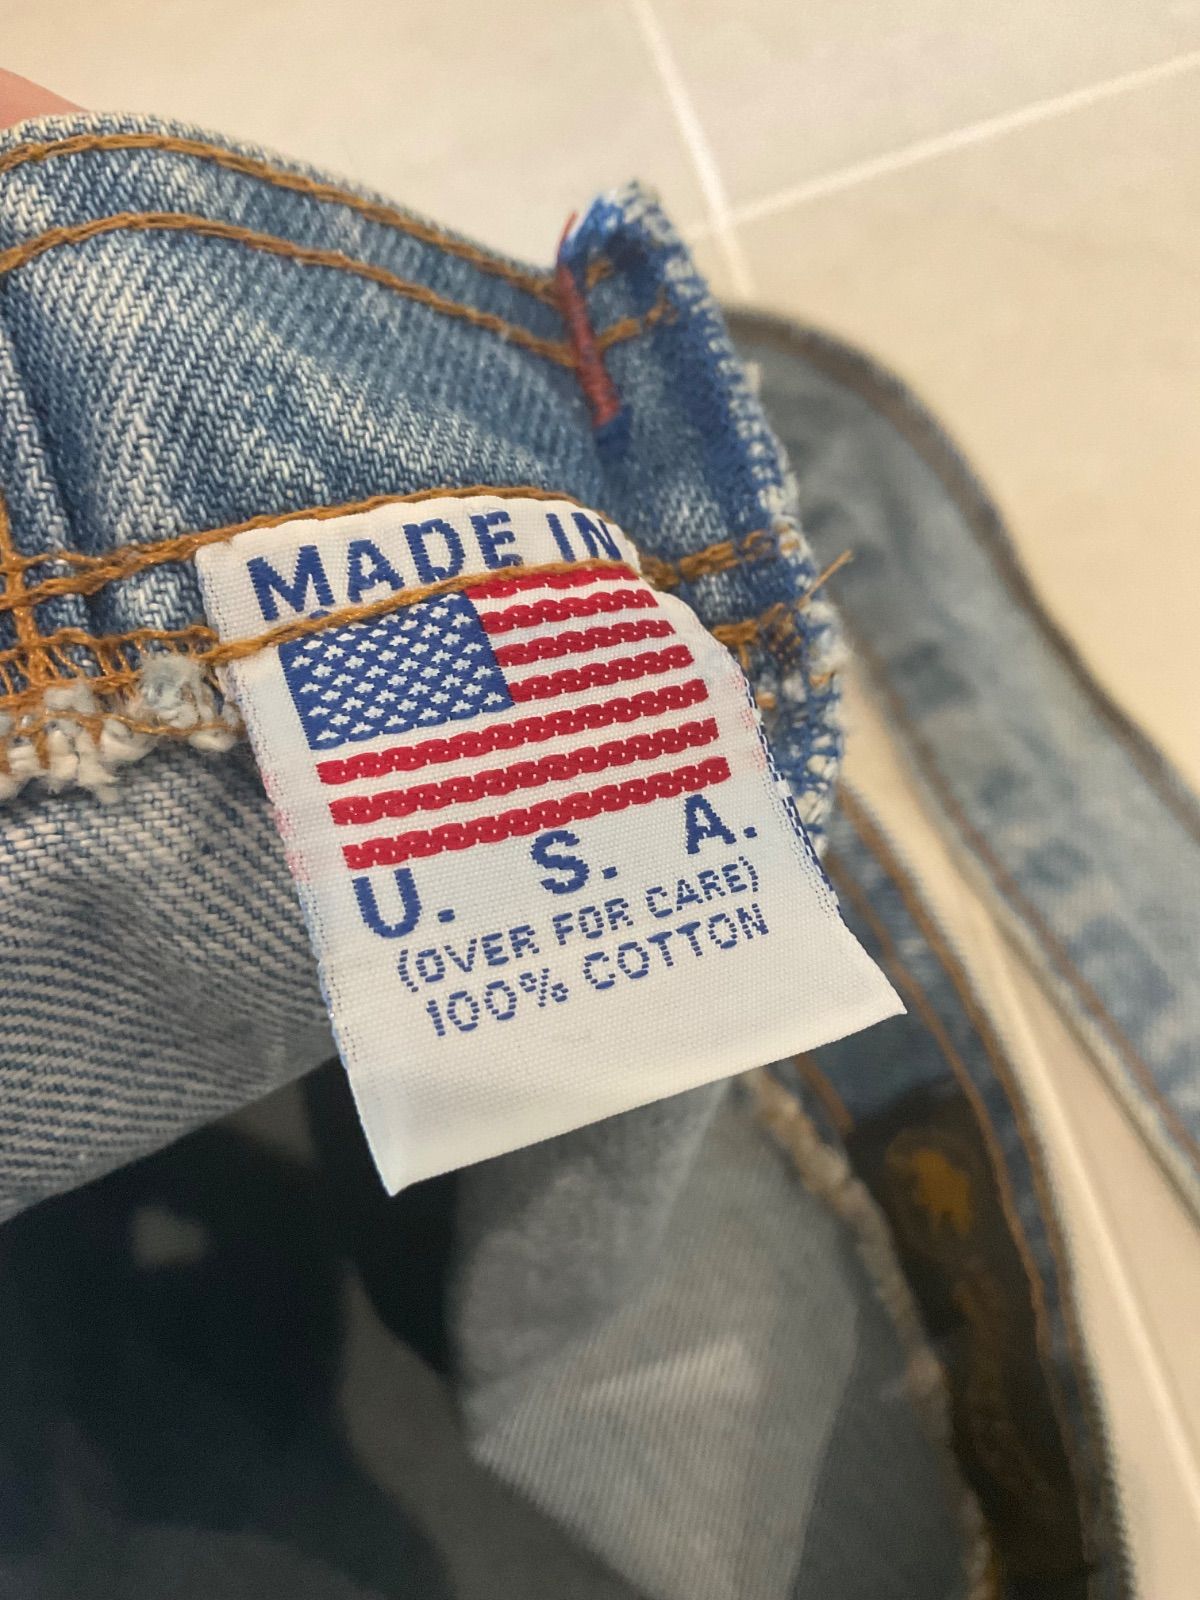 MADE IN
U. S. A.
(OVER FOR CARE)
100% COTTON